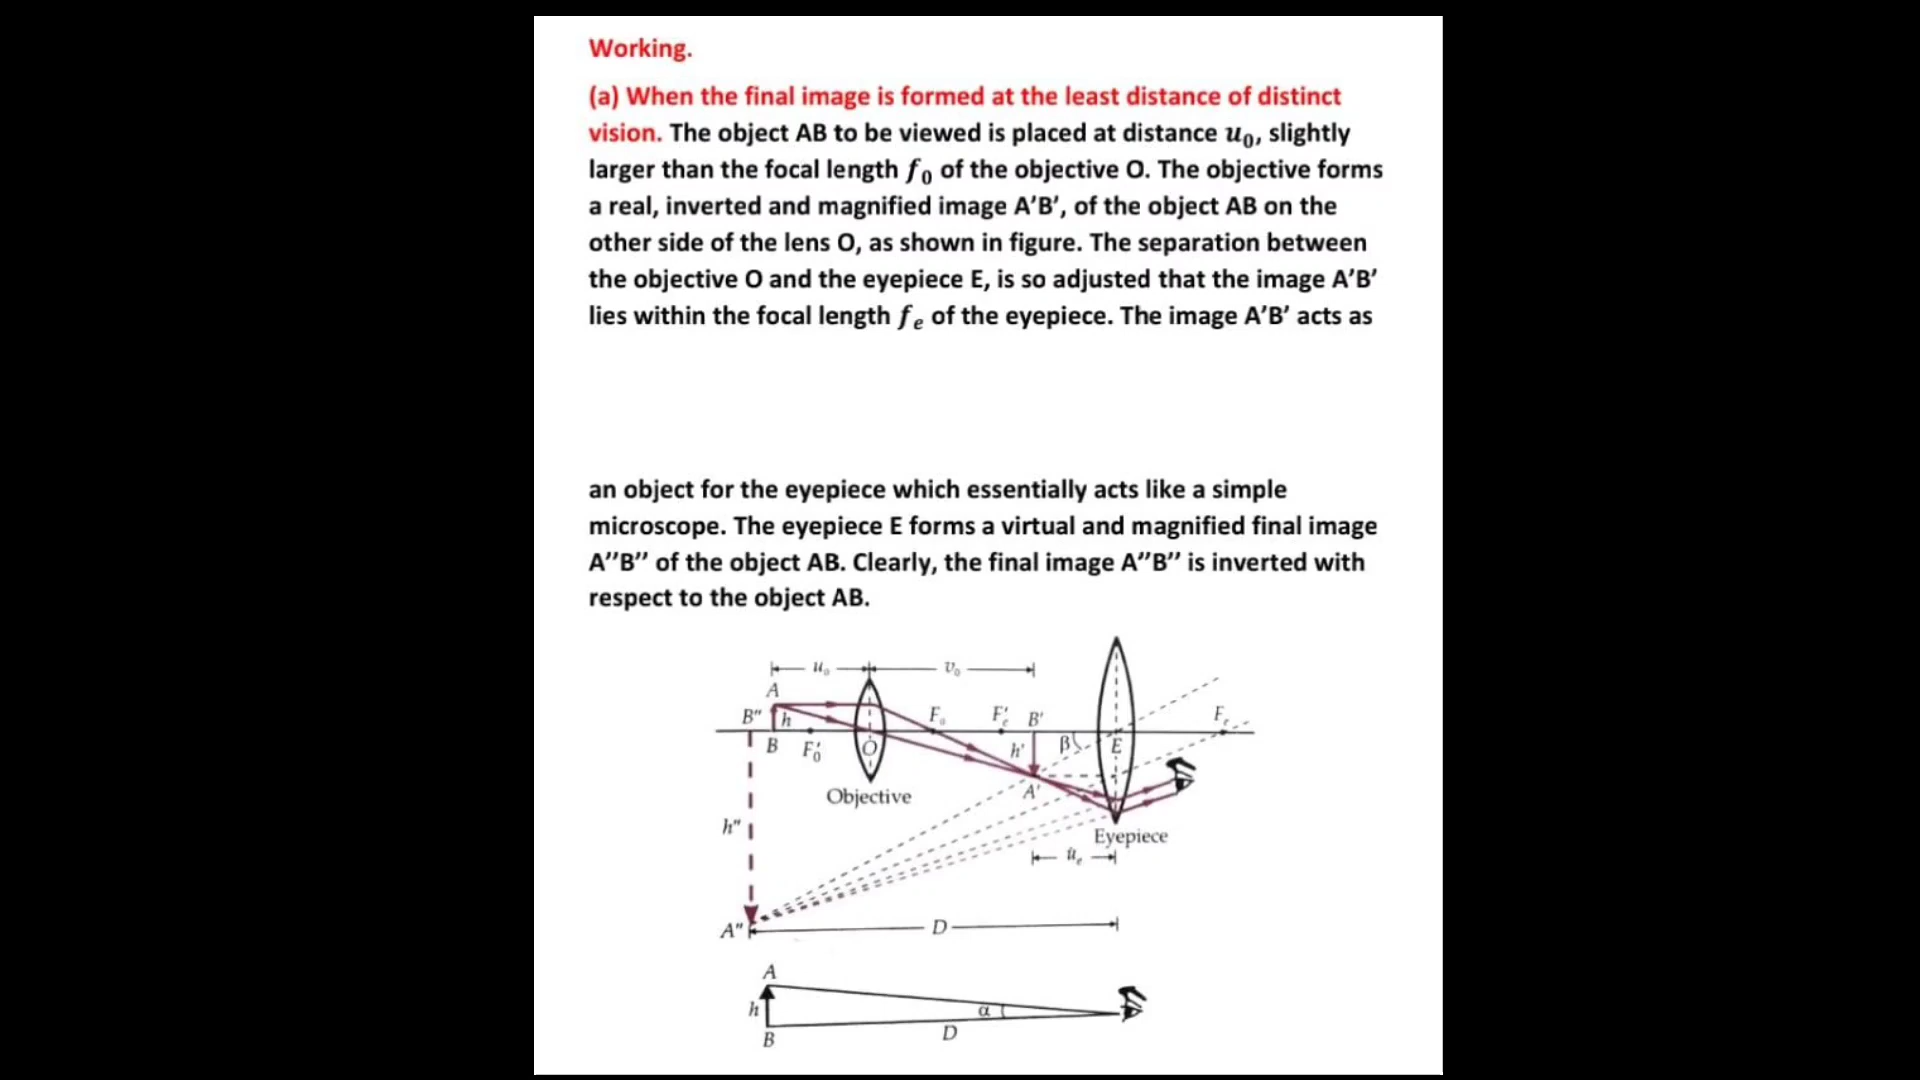 Working.
(a) When the final image is formed at the least distance of distinct
vision. The object AB to be viewed is placed at distance u₀, slightly
larger than the focal length f₀ of the objective O. The objective forms
a real, inverted and magnified image A′B′, of the object AB on the
other side of the lens O, as shown in figure. The separation between
the objective O and the eyepiece E, is so adjusted that the image A′B′
lies within the focal length fₑ of the eyepiece. The image A′B′ acts as
an object for the eyepiece which essentially acts like a simple
microscope. The eyepiece E forms a virtual and magnified final image
A′′B′′ of the object AB. Clearly, the final image A′′B′′ is inverted with
respect to the object AB.
uₒ vₒ
A
B" h Fₒ Fₑ′ B' Fₑ
B F₀′ O h' β E
A'
Objective
h" Eyepiece
uₑ
A" D
A
h α
B D